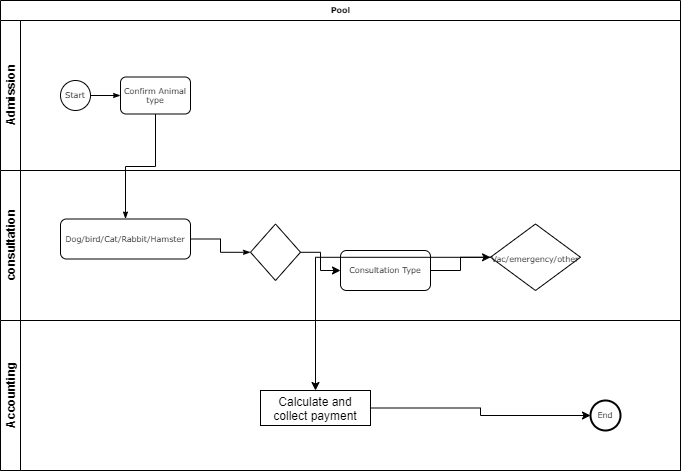 Pool
Admission
Start
Confirm Animal
type
consultation
Dog/bird/Cat/Rabbit/Hamster
Consultation Type
Vac/emergency/other
Accounting
Calculate and
collect payment
End